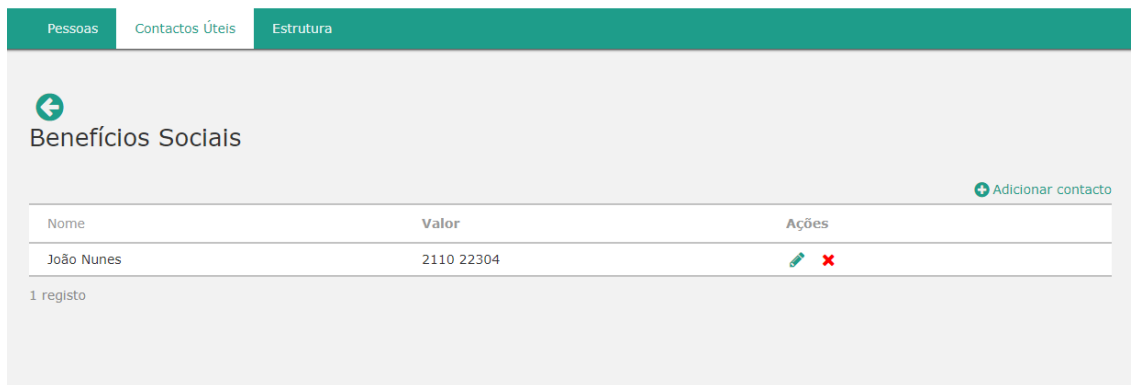 Pessoas Contactos Úteis Estrutura
Benefícios Sociais
Adicionar contacto
Nome Valor Ações
João Nunes 2110 22304
1 registo